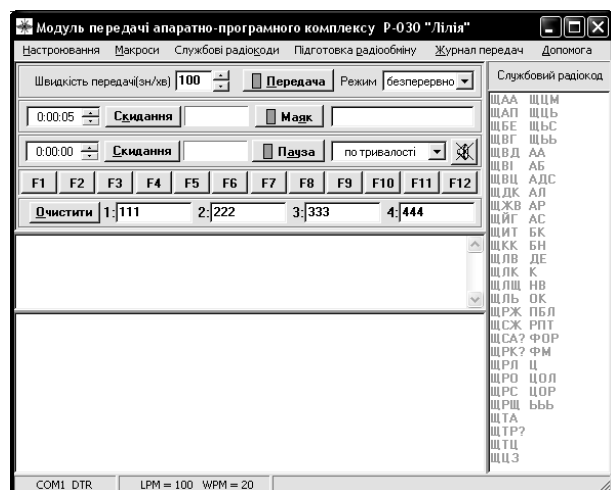 Модуль передачі апаратно-програмного комплексу Р-030 "Лілія"
Настроювання Макроси Службові радіокоди Підготовка радіообміну Журнал передач Допомога
Швидкість передачі(зн/хв) 100 Передача Режим безперервно
Службовий радіокод
0:00:05 Скидання Маяк
0:00:00 Скидання Пауза по тривалості
F1 F2 F3 F4 F5 F6 F7 F8 F9 F10 F11 F12
Очистити 1: 111 2: 222 3: 333 4: 444
ЩАА ЩЦМ
ЩАП ЩЦЬ
ЩБЕ ЩЬС
ЩВГ ЩЬЬ
ЩВД АА
ЩВІ АБ
ЩВЦ АДС
ЩДК АЛ
ЩЖВ АР
ЩЙГ АС
ЩИТ БК
ЩКК БН
ЩЛВ ДЕ
ЩЛК К
ЩЛЩ НВ
ЩЛЬ ОК
ЩРЖ ПБЛ
ЩСЖ РПТ
ЩСА? ФОР
ЩРК? ФМ
ЩРЛ Ц
ЩРО ЦОЛ
ЩРС ЦОР
ЩРЩ ЬЬЬ
ЩТА
ЩТР?
ЩТЦ
ЩЦЗ
COM1 DTR LPM = 100 WPM = 20